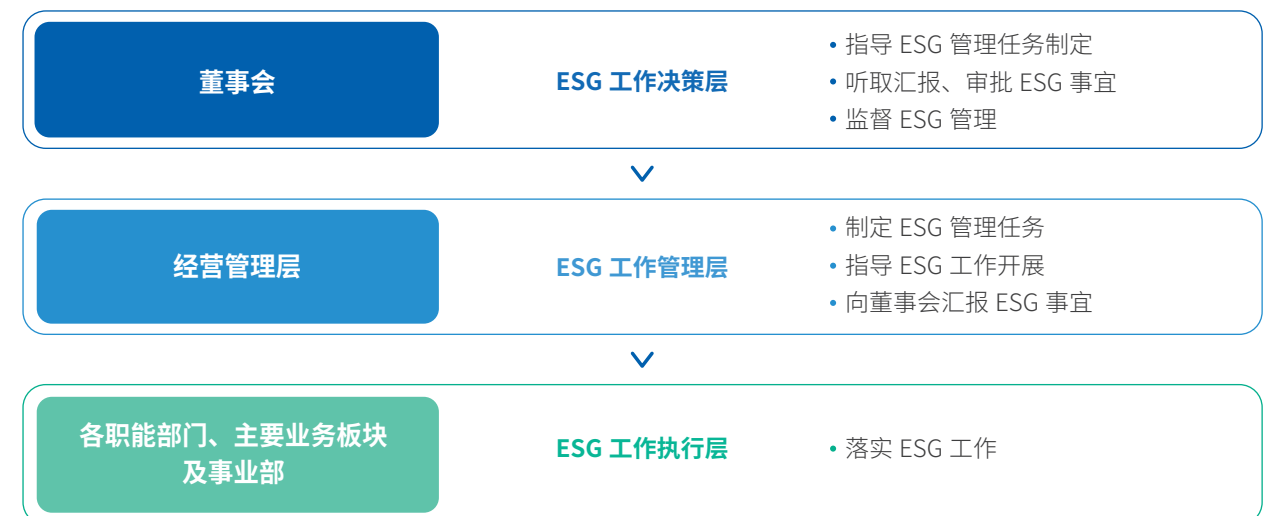 董事会
ESG 工作决策层
• 指导 ESG 管理任务制定
• 听取汇报、审批 ESG 事宜
• 监督 ESG 管理
经营管理层
ESG 工作管理层
• 制定 ESG 管理任务
• 指导 ESG 工作开展
• 向董事会汇报 ESG 事宜
各职能部门、主要业务板块
及事业部
ESG 工作执行层
• 落实 ESG 工作